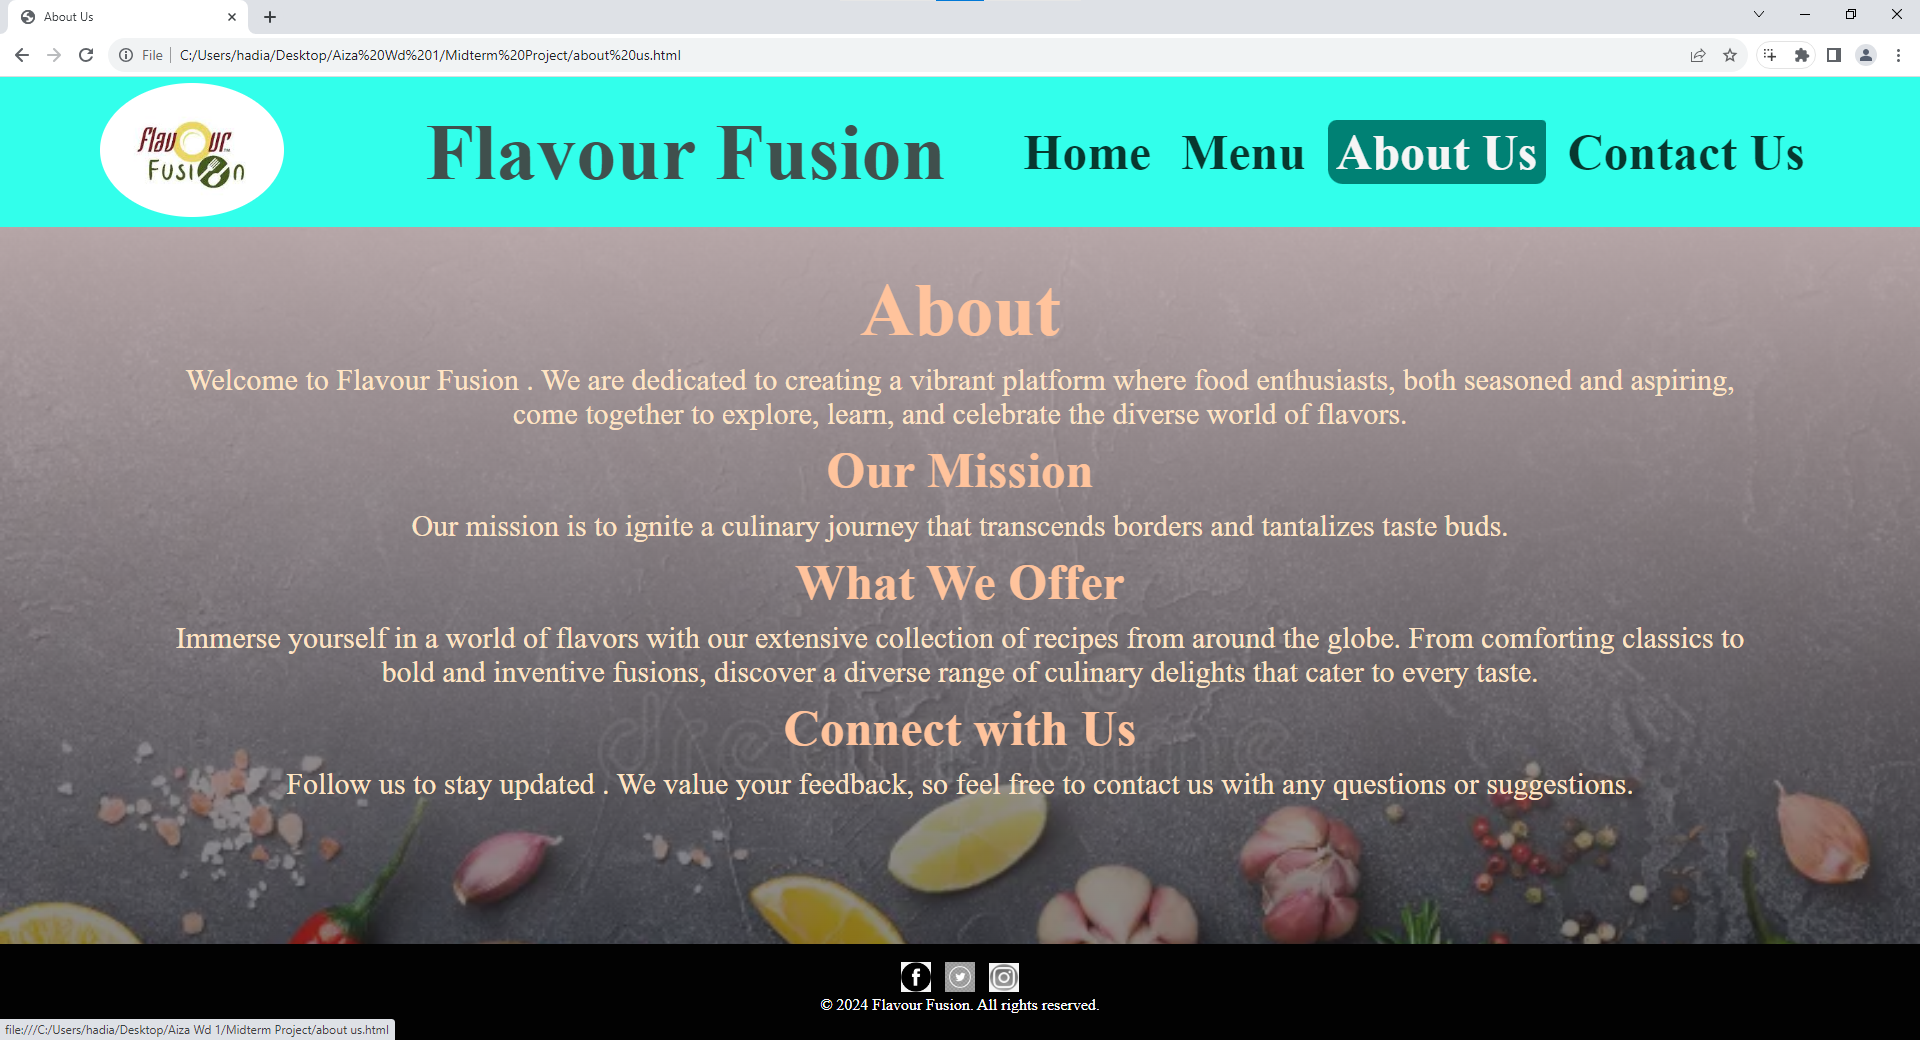 About Us
File
C:/Users/hadia/Desktop/Aiza%20Wd%201/Midterm%20Project/about%20us.html
flavour
Fusion
Flavour Fusion
Home Menu About Us Contact Us
About
Welcome to Flavour Fusion . We are dedicated to creating a vibrant platform where food enthusiasts, both seasoned and aspiring,
come together to explore, learn, and celebrate the diverse world of flavors.
Our Mission
Our mission is to ignite a culinary journey that transcends borders and tantalizes taste buds.
What We Offer
Immerse yourself in a world of flavors with our extensive collection of recipes from around the globe. From comforting classics to
bold and inventive fusions, discover a diverse range of culinary delights that cater to every taste.
Connect with Us
Follow us to stay updated . We value your feedback, so feel free to contact us with any questions or suggestions.
© 2024 Flavour Fusion. All rights reserved.
file:///C:/Users/hadia/Desktop/Aiza Wd 1/Midterm Project/about us.html